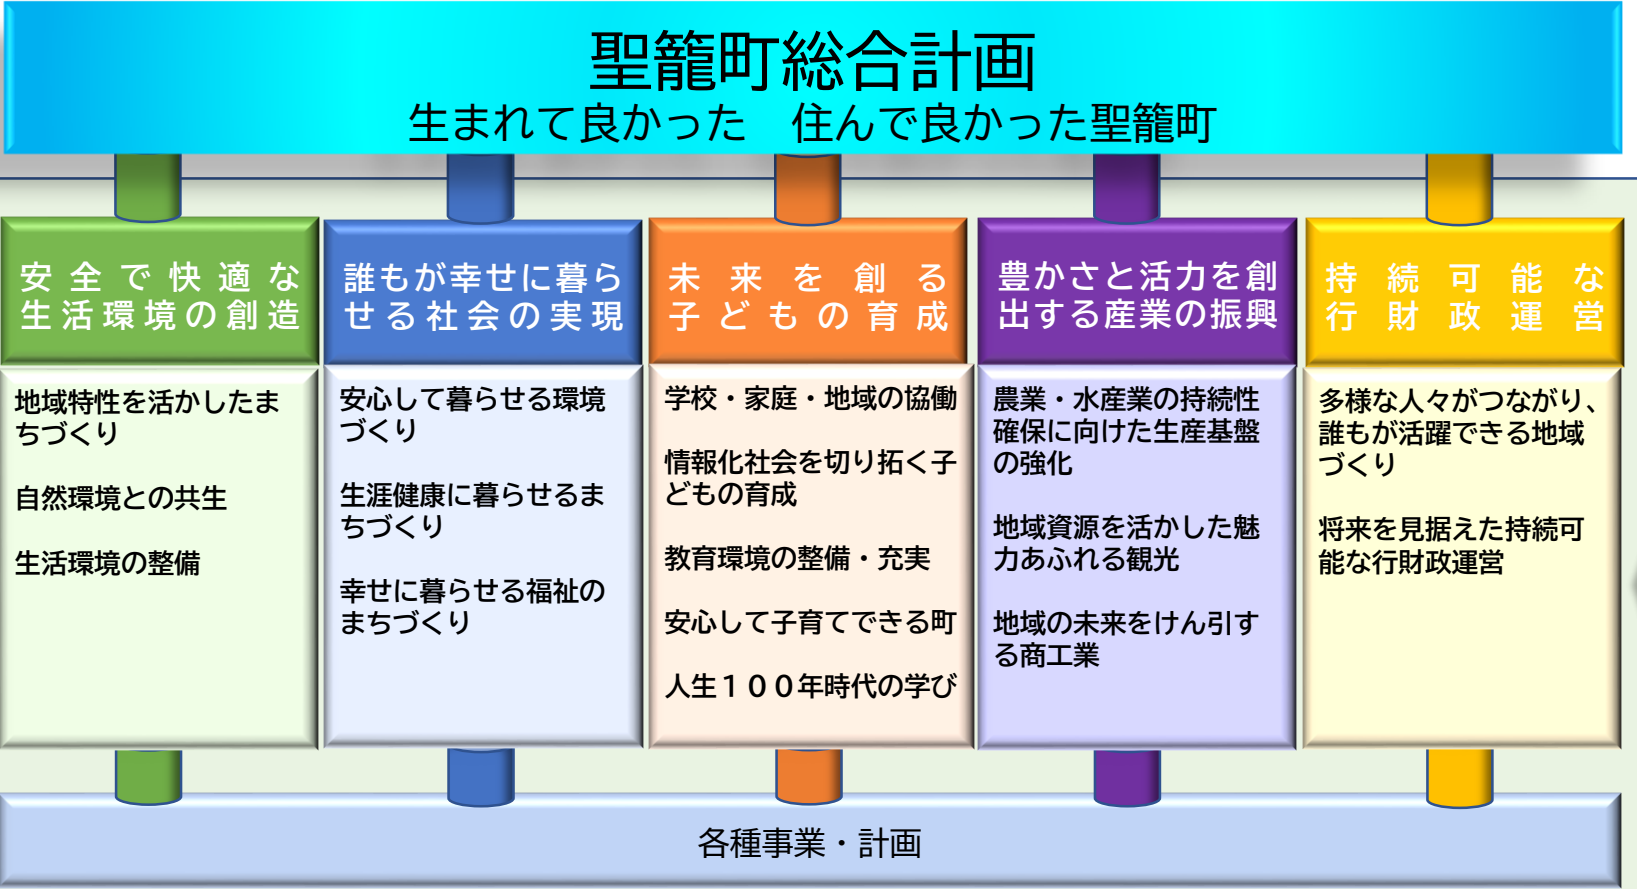 聖籠町総合計画
生まれて良かった　住んで良かった聖籠町
安全で快適な
生活環境の創造
地域特性を活かしたま
ちづくり
自然環境との共生
生活環境の整備
誰もが幸せに暮ら
せる社会の実現
安心して暮らせる環境
づくり
生涯健康に暮らせるま
ちづくり
幸せに暮らせる福祉の
まちづくり
未来を創る
子どもの育成
学校・家庭・地域の協働
情報化社会を切り拓く子
どもの育成
教育環境の整備・充実
安心して子育てできる町
人生１００年時代の学び
豊かさと活力を創
出する産業の振興
農業・水産業の持続性
確保に向けた生産基盤
の強化
地域資源を活かした魅
力あふれる観光
地域の未来をけん引す
る商工業
持続可能な
行財政運営
多様な人々がつながり、
誰もが活躍できる地域
づくり
将来を見据えた持続可
能な行財政運営
各種事業・計画